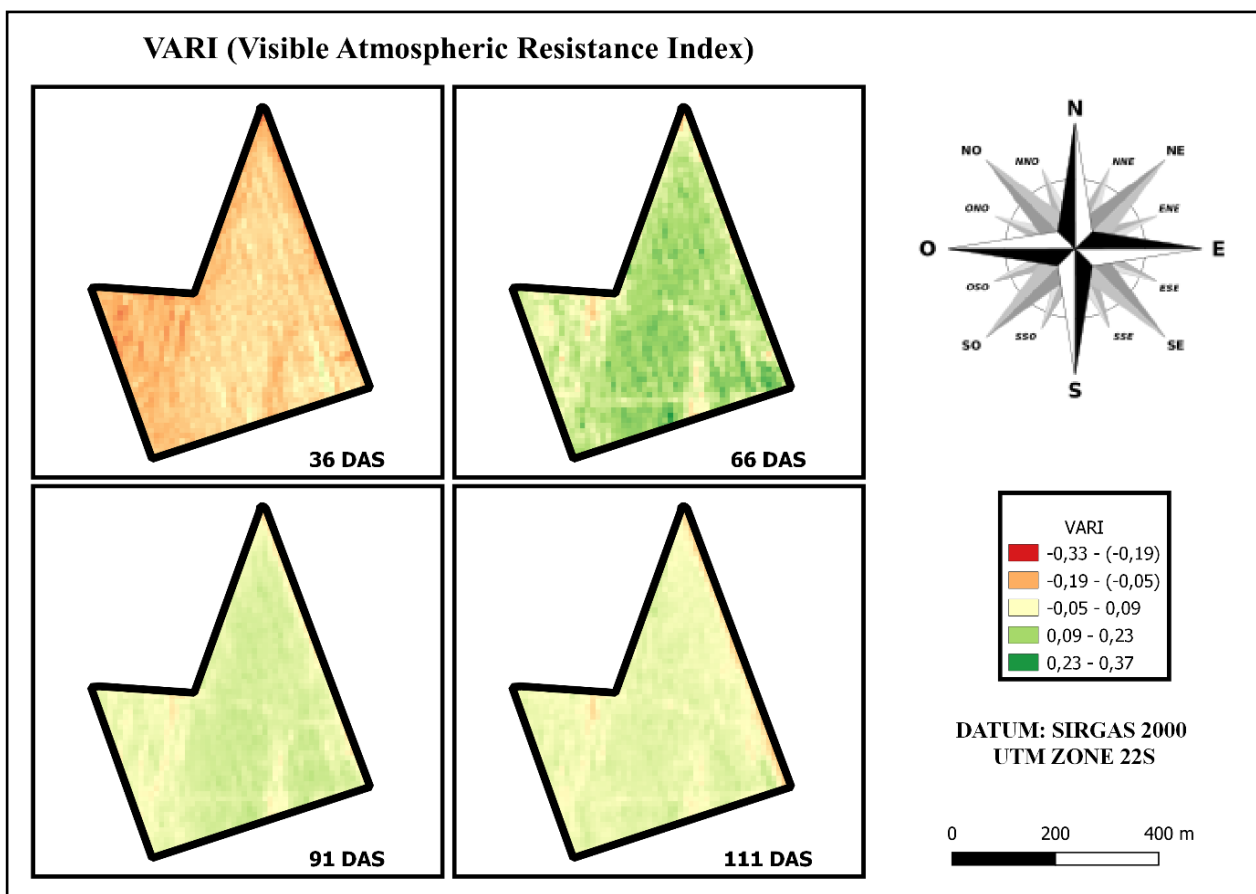 VARI (Visible Atmospheric Resistance Index)
36 DAS
66 DAS
91 DAS
111 DAS
N
NNO
NNE
NO
NE
ONO
ENE
O
E
OSO
ESE
SO
SE
SSO
SSE
S
VARI
-0,33 - (-0,19)
-0,19 - (-0,05)
-0,05 - 0,09
0,09 - 0,23
0,23 - 0,37
DATUM: SIRGAS 2000
UTM ZONE 22S
0 200 400 m